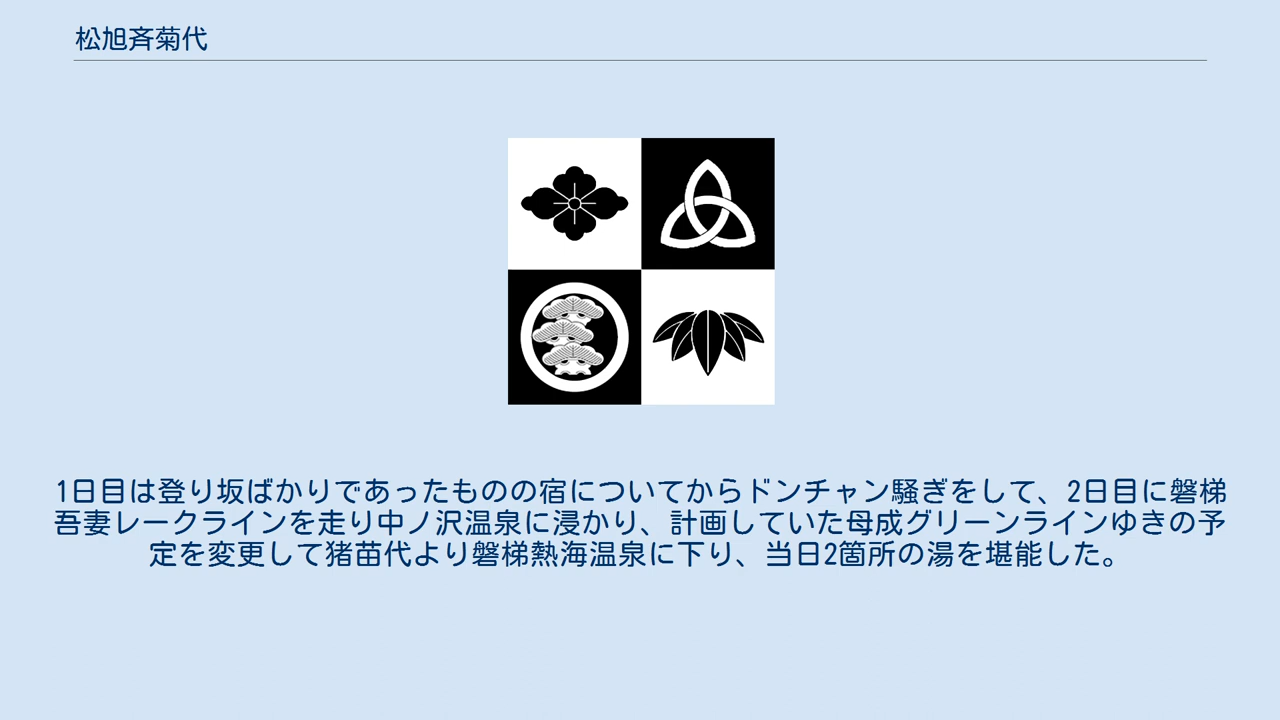 松旭斉菊代
1日目は登り坂ばかりであったものの宿についてからドンチャン騒ぎをして、2日目に磐梯
吾妻レークラインを走り中ノ沢温泉に浸かり、計画していた母成グリーンラインゆきの予
定を変更して猪苗代より磐梯熱海温泉に下り、当日2箇所の湯を堪能した。